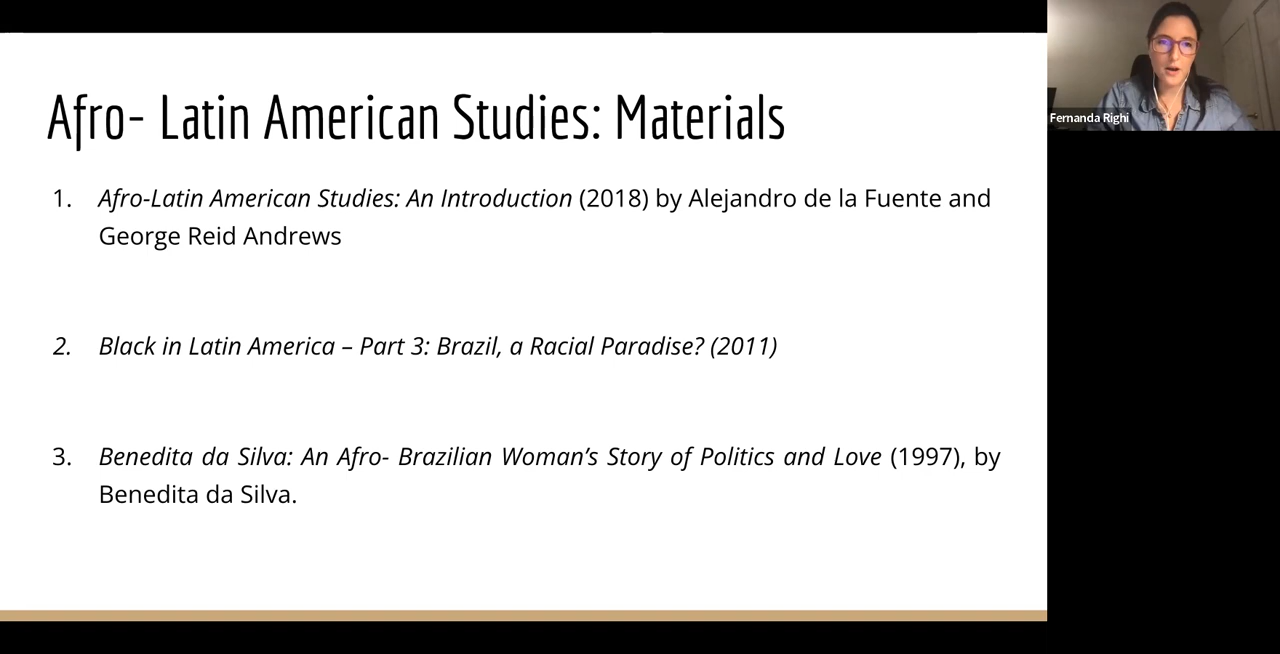 Afro- Latin American Studies: Materials
1. Afro-Latin American Studies: An Introduction (2018) by Alejandro de la Fuente and
George Reid Andrews
2. Black in Latin America – Part 3: Brazil, a Racial Paradise? (2011)
3. Benedita da Silva: An Afro- Brazilian Woman’s Story of Politics and Love (1997), by
Benedita da Silva.
Fernanda Righi